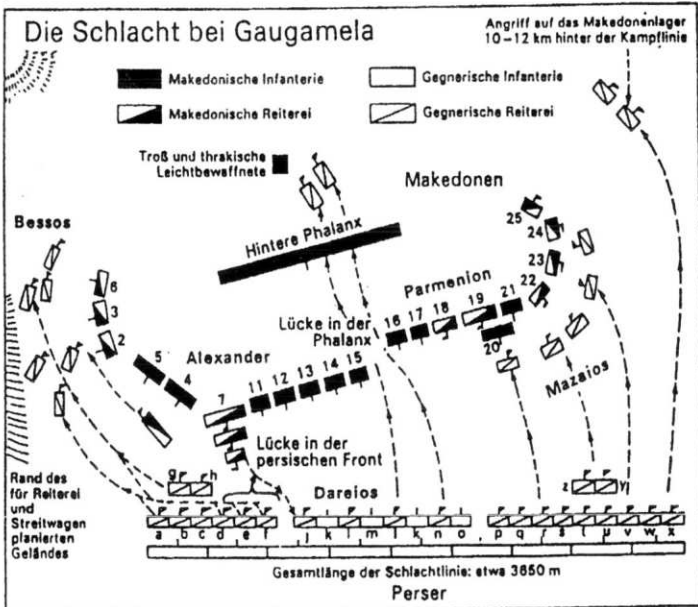 Die Schlacht bei Gaugamela
Angriff auf das Makedonenlager
10–12 km hinter der Kampflinie
Makedonische Infanterie
Gegnerische Infanterie
Makedonische Reiterei
Gegnerische Reiterei
Troß und thrakische
Leichtbewaffnete
Makedonen
Bessos
Hintere Phalanx
25
24
23
22
6
3
2
Parmenion
Lücke in der
Phalanx
16
17
18
19
21
20
5
4
Alexander
7
11
12
13
14
15
Mazaios
Lücke in der
persischen Front
Rand des
für Reiterei
und
Streitwagen
planierten
Geländes
g
h
Dareios
z
y
a b c d e f
j k l m l k n o
p q r s t u v w x
Gesamtlänge der Schlachtlinie: etwa 3650 m
Perser